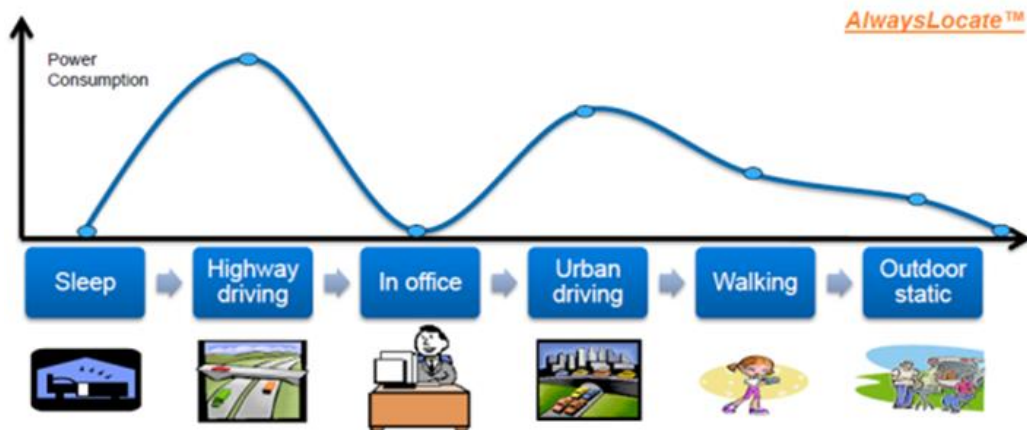 AlwaysLocate™
Power
Consumption
Sleep
Highway
driving
In office
Urban
driving
Walking
Outdoor
static